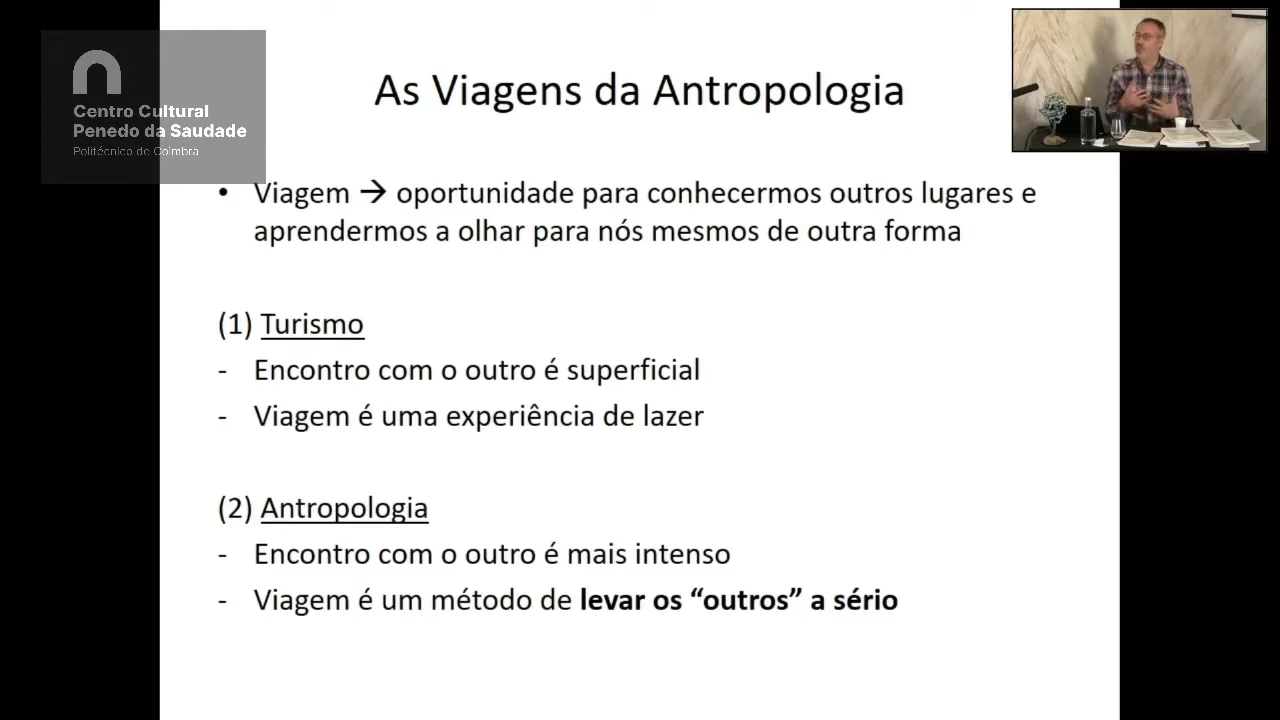 Centro Cultural
Penedo da Saudade
Politécnico de Coimbra
As Viagens da Antropologia
• Viagem → oportunidade para conhecermos outros lugares e
aprendermos a olhar para nós mesmos de outra forma
(1) Turismo
- Encontro com o outro é superficial
- Viagem é uma experiência de lazer
(2) Antropologia
- Encontro com o outro é mais intenso
- Viagem é um método de levar os “outros” a sério